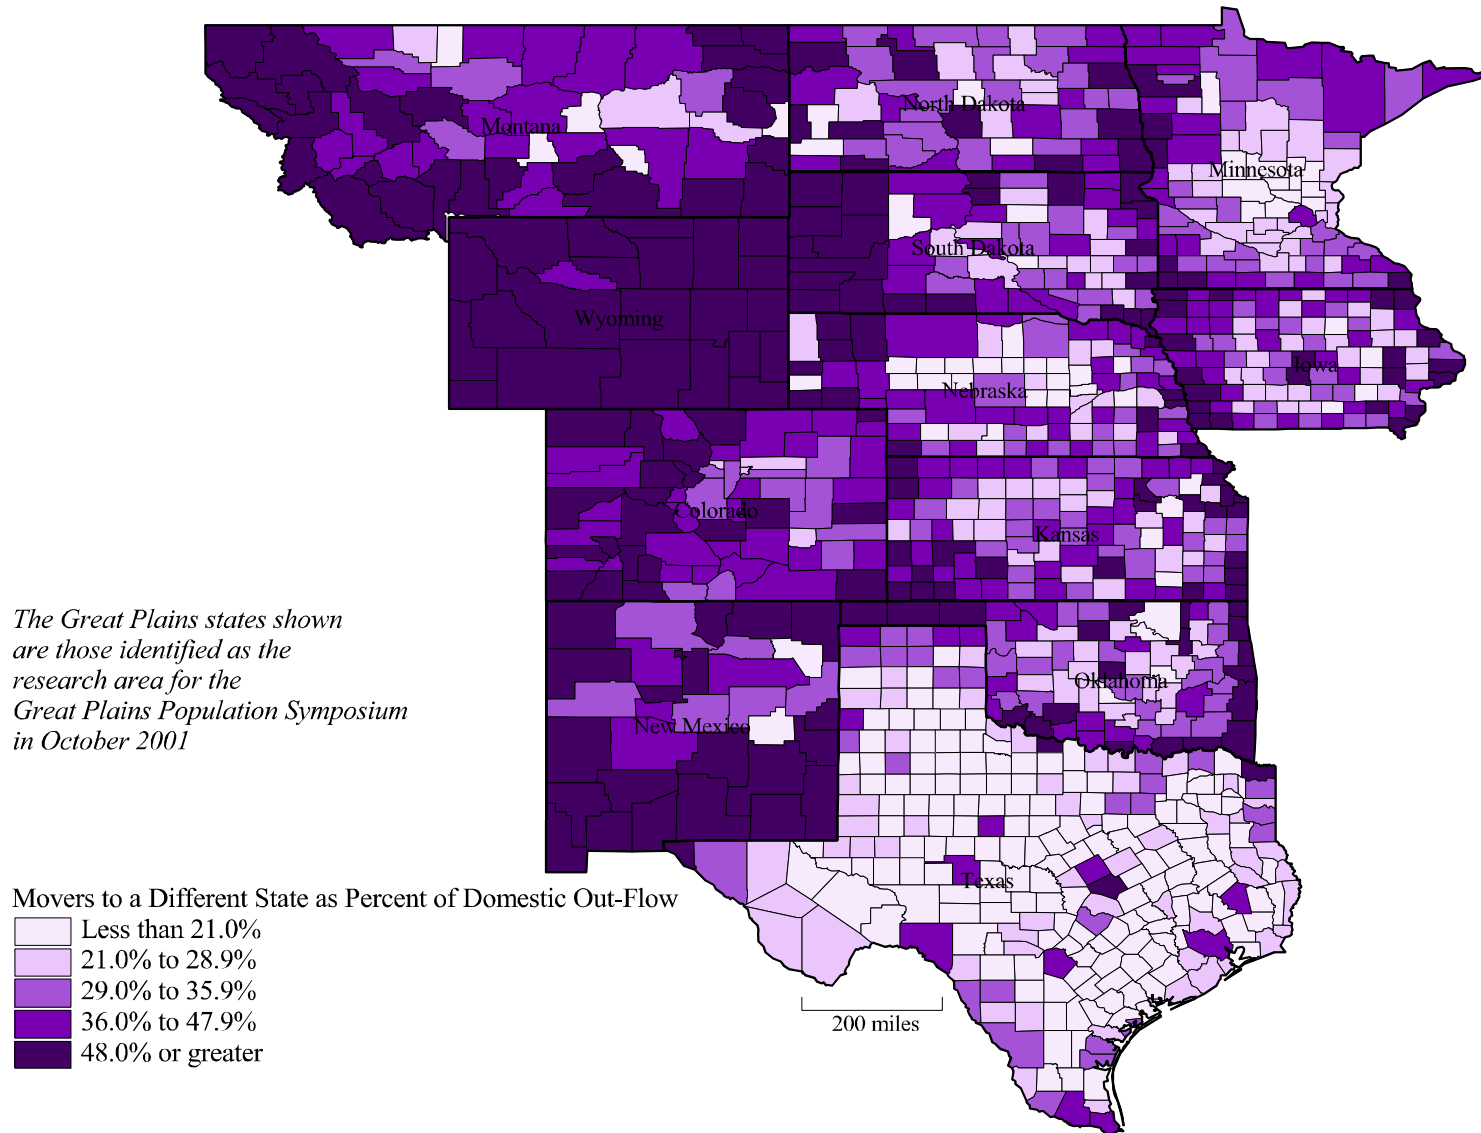 Montana
North Dakota
Minnesota
South Dakota
Wyoming
Iowa
Nebraska
Colorado
Kansas
The Great Plains states shown
are those identified as the
research area for the
Great Plains Population Symposium
in October 2001
Oklahoma
New Mexico
Texas
Movers to a Different State as Percent of Domestic Out-Flow
Less than 21.0%
21.0% to 28.9%
29.0% to 35.9%
36.0% to 47.9%
48.0% or greater
200 miles